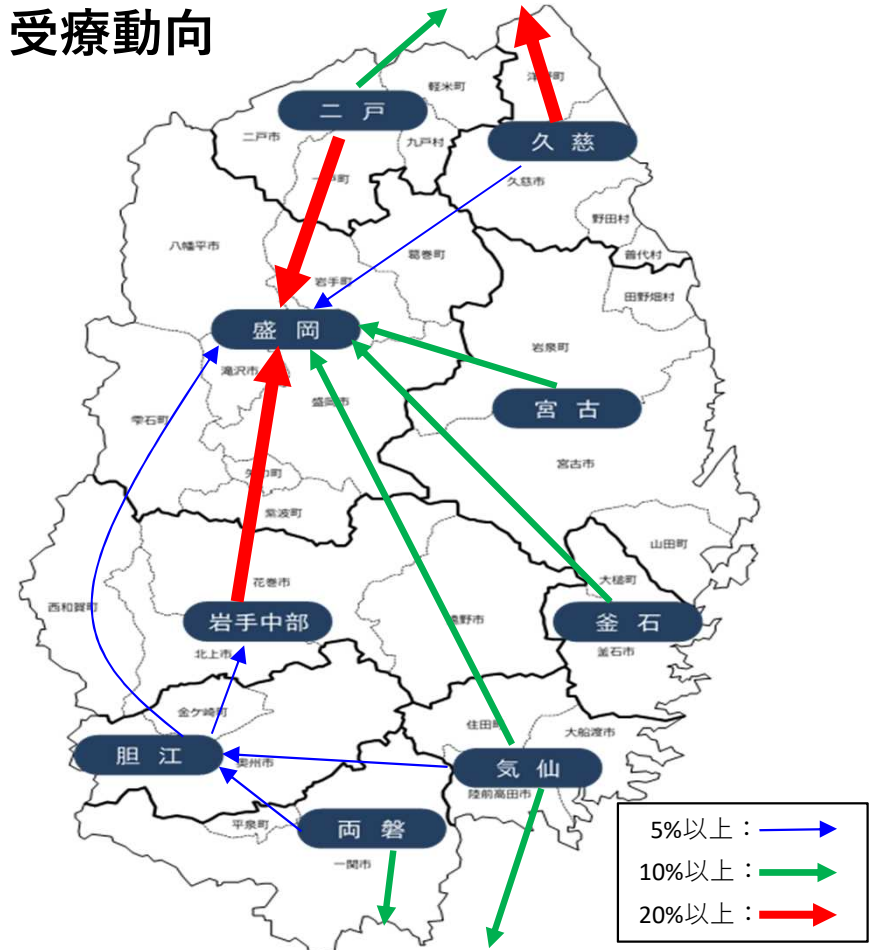 受療動向
軽米町
洋野町
二 戸
二戸市
九戸村
久 慈
一戸町
久慈市
野田村
普代村
八幡平市
葛巻町
岩手町
田野畑村
盛 岡
岩泉町
滝沢市
盛岡市
宮 古
雫石町
宮古市
矢巾町
紫波町
山田町
花巻市
大槌町
西和賀町
岩手中部
遠野市
釜 石
北上市
釜石市
金ケ崎町
住田町
大船渡市
胆 江
奥州市
気 仙
陸前高田市
平泉町
両 磐
一関市
5%以上：
10%以上：
20%以上：